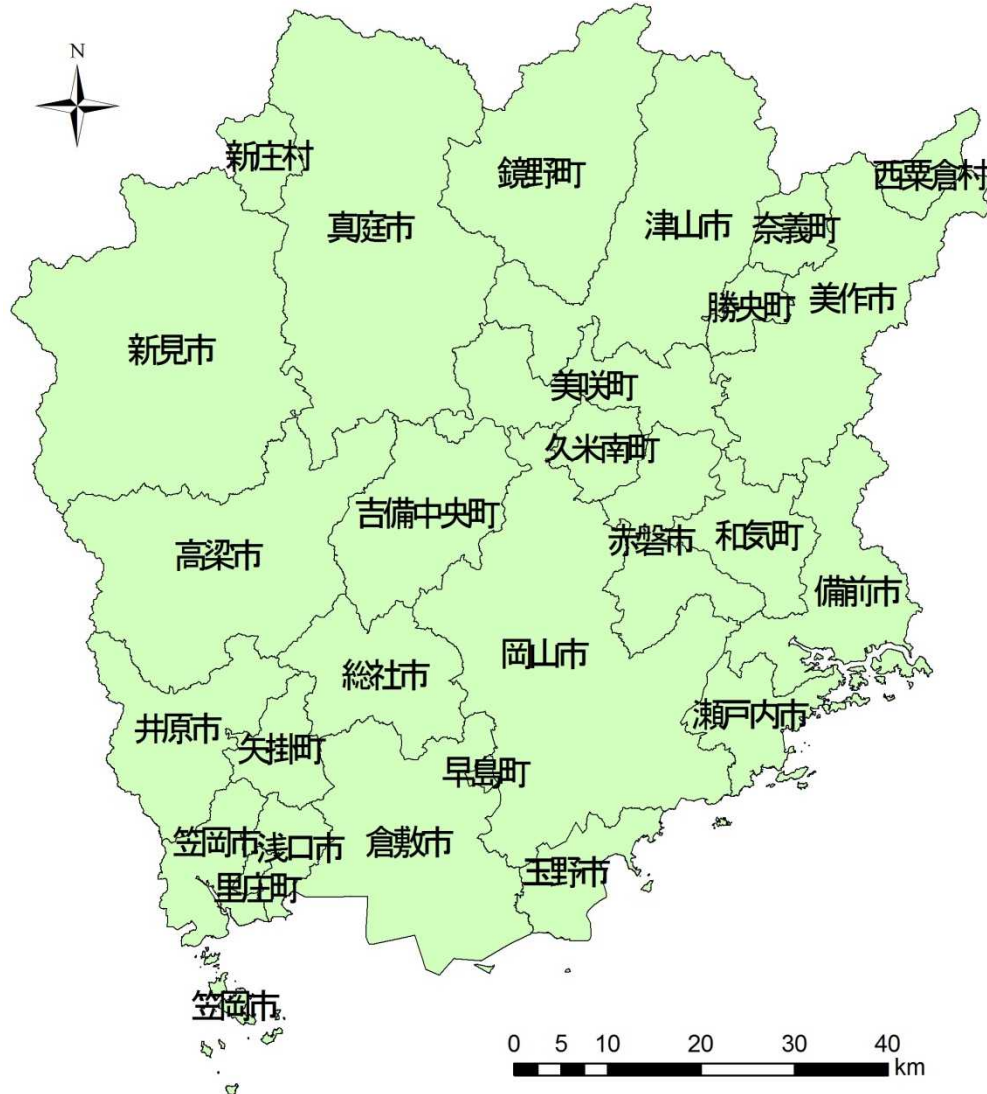 N
新庄村
鏡野町
西粟倉村
真庭市
津山市
奈義町
勝央町
美作市
新見市
美咲町
久米南町
吉備中央町
高梁市
赤磐市
和気町
備前市
岡山市
総社市
井原市
瀬戸内市
矢掛町
早島町
笠岡市
浅口市
倉敷市
里庄町
玉野市
笠岡市
0 5 10 20 30 40
km